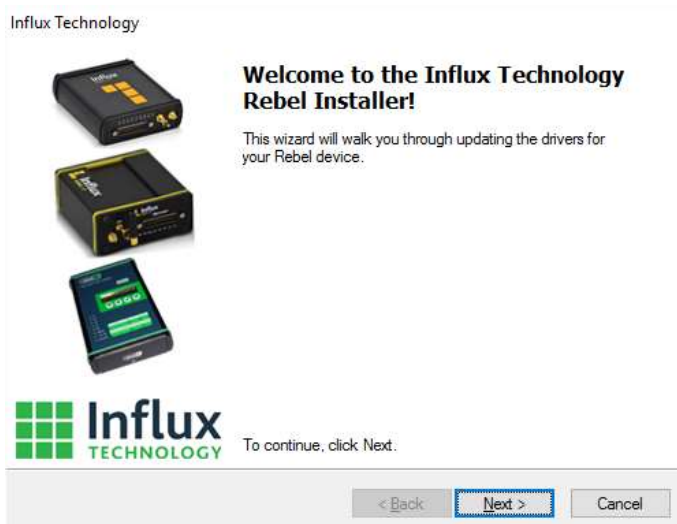 Influx Technology
Welcome to the Influx Technology
Rebel Installer!
This wizard will walk you through updating the drivers for
your Rebel device.
Influx
TECHNOLOGY
To continue, click Next.
< Back
Next >
Cancel